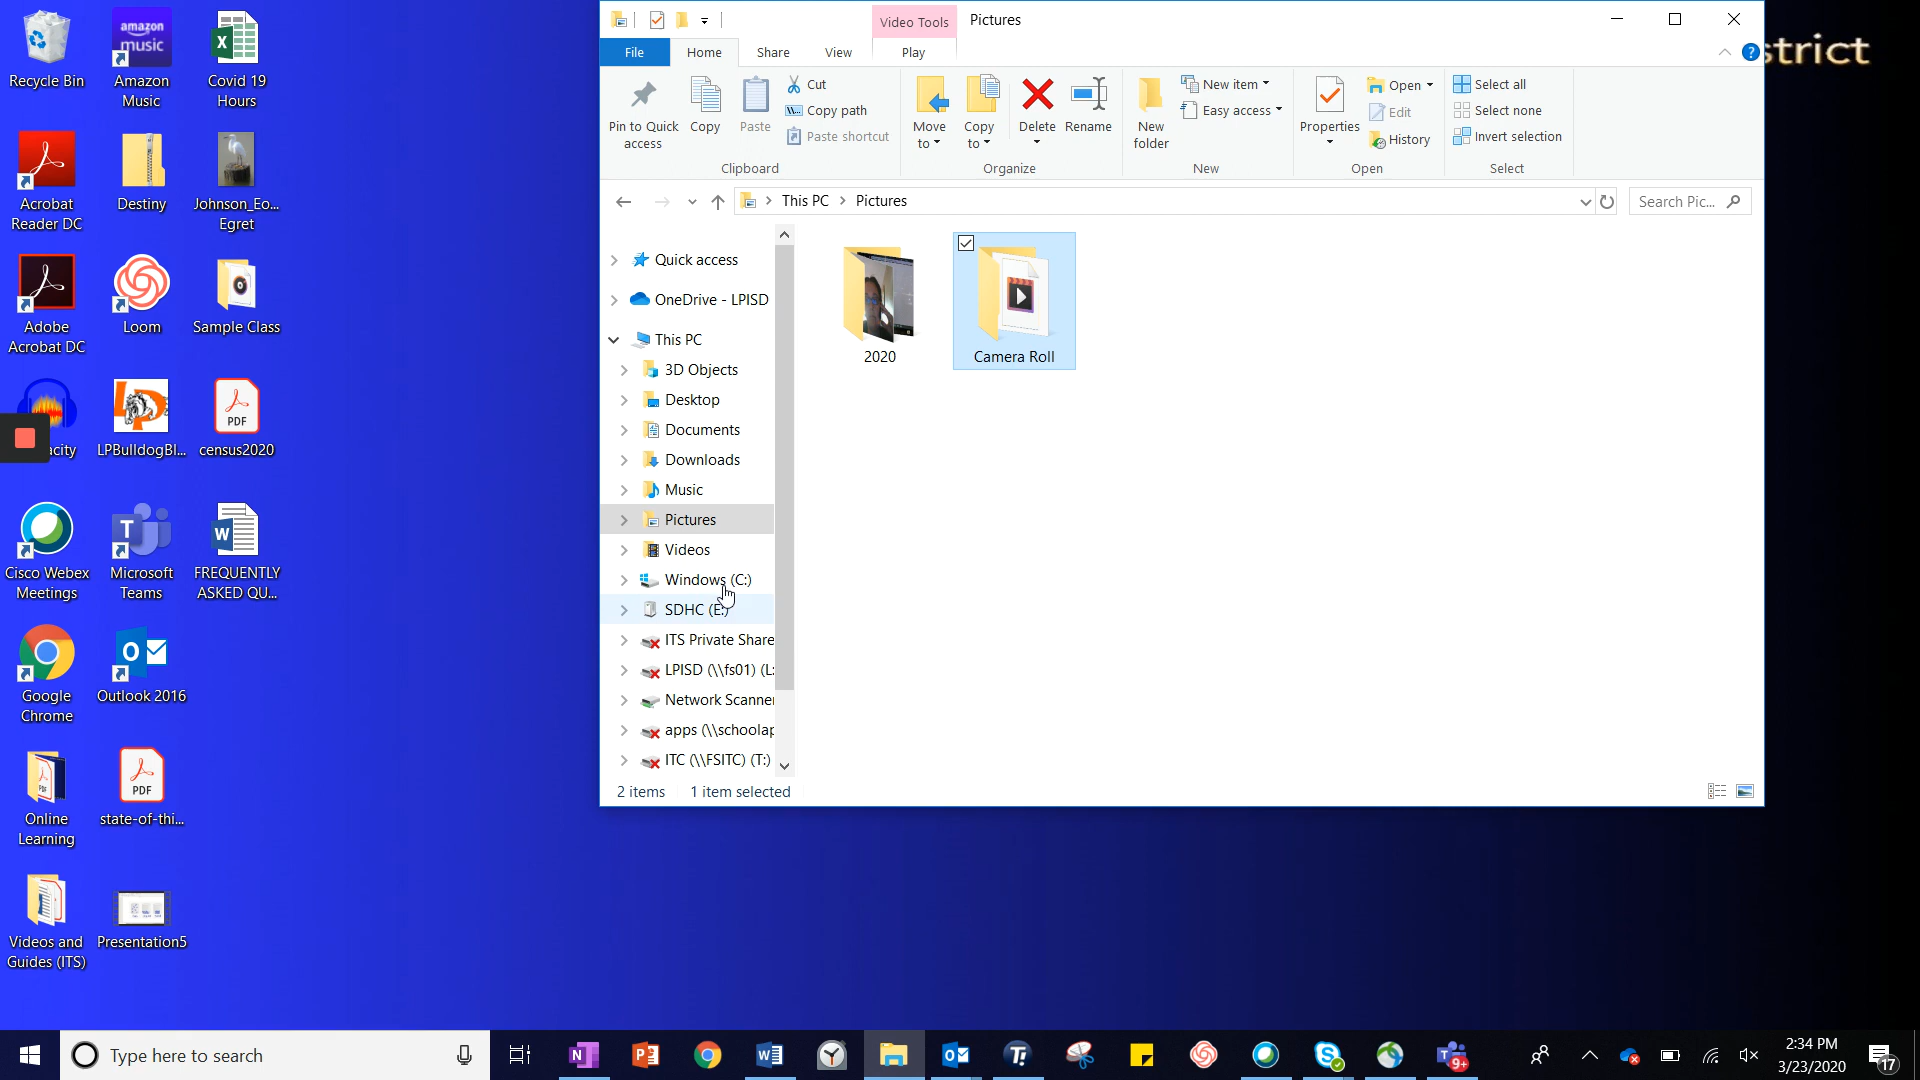 Recycle Bin
amazon
music
Amazon
Music
Covid 19
Hours
Acrobat
Reader DC
Destiny
Johnson_Eo...
Egret
Adobe
Acrobat DC
Loom
Sample Class
acity
LPBulldogBl...
PDF
census2020
Cisco Webex
Meetings
Microsoft
Teams
FREQUENTLY
ASKED QU...
Google
Chrome
Outlook 2016
Online
Learning
PDF
state-of-thi...
Videos and
Guides (ITS)
Presentation5
strict
Video Tools
Pictures
File
Home
Share
View
Play
Pin to Quick
access
Copy
Paste
Cut
Copy path
Paste shortcut
Clipboard
Move
to
Copy
to
Delete
Rename
Organize
New
folder
New item
Easy access
New
Properties
Open
Edit
History
Open
Select all
Select none
Invert selection
Select
This PC > Pictures
Search Pic...
Quick access
OneDrive - LPISD
This PC
3D Objects
Desktop
Documents
Downloads
Music
Pictures
Videos
Windows (C:)
SDHC (E:)
ITS Private Share
LPISD (\\fs01) (L:
Network Scanner
apps (\\schoolap
ITC (\\FSITC) (T:)
2020
Camera Roll
2 items
1 item selected
Type here to search
9+
2:34 PM
3/23/2020
17